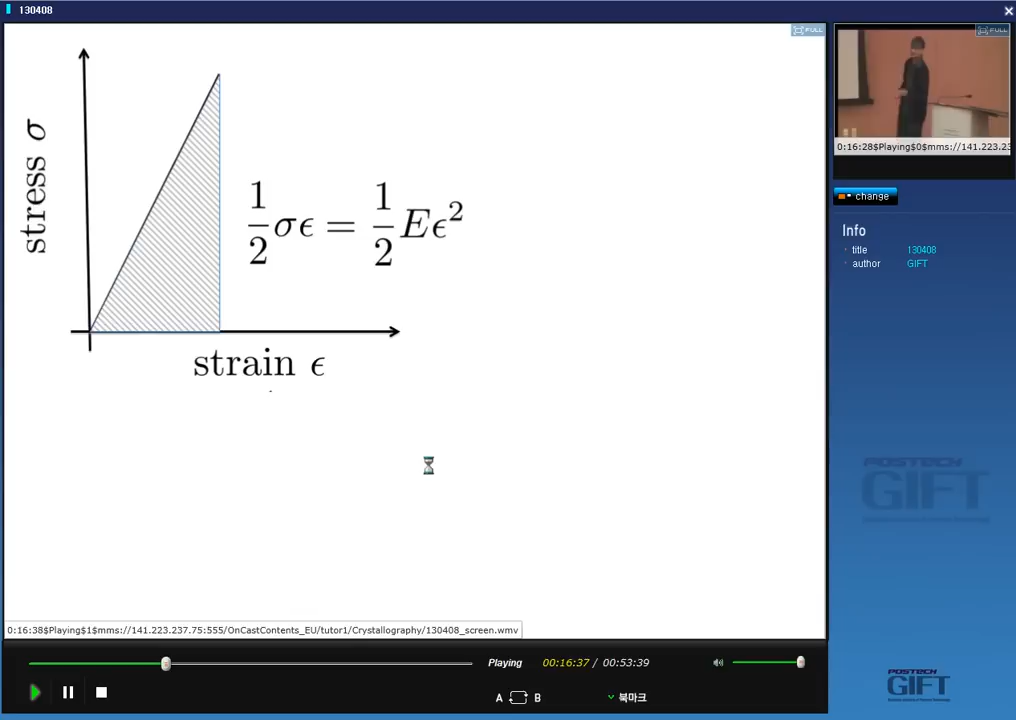 130408
FULL
FULL
stress σ
1/2 σϵ = 1/2 Eϵ²
strain ϵ
0:16:28$Playing$0$mms://141.223.23
change
Info
title 130408
author GIFT
POSTECH
GIFT
0:16:38$Playing$1$mms://141.223.237.75:555/OnCastContents_EU/tutor1/Crystallography/130408_screen.wmv
Playing 00:16:37 / 00:53:39
A B 북마크
POSTECH
GIFT